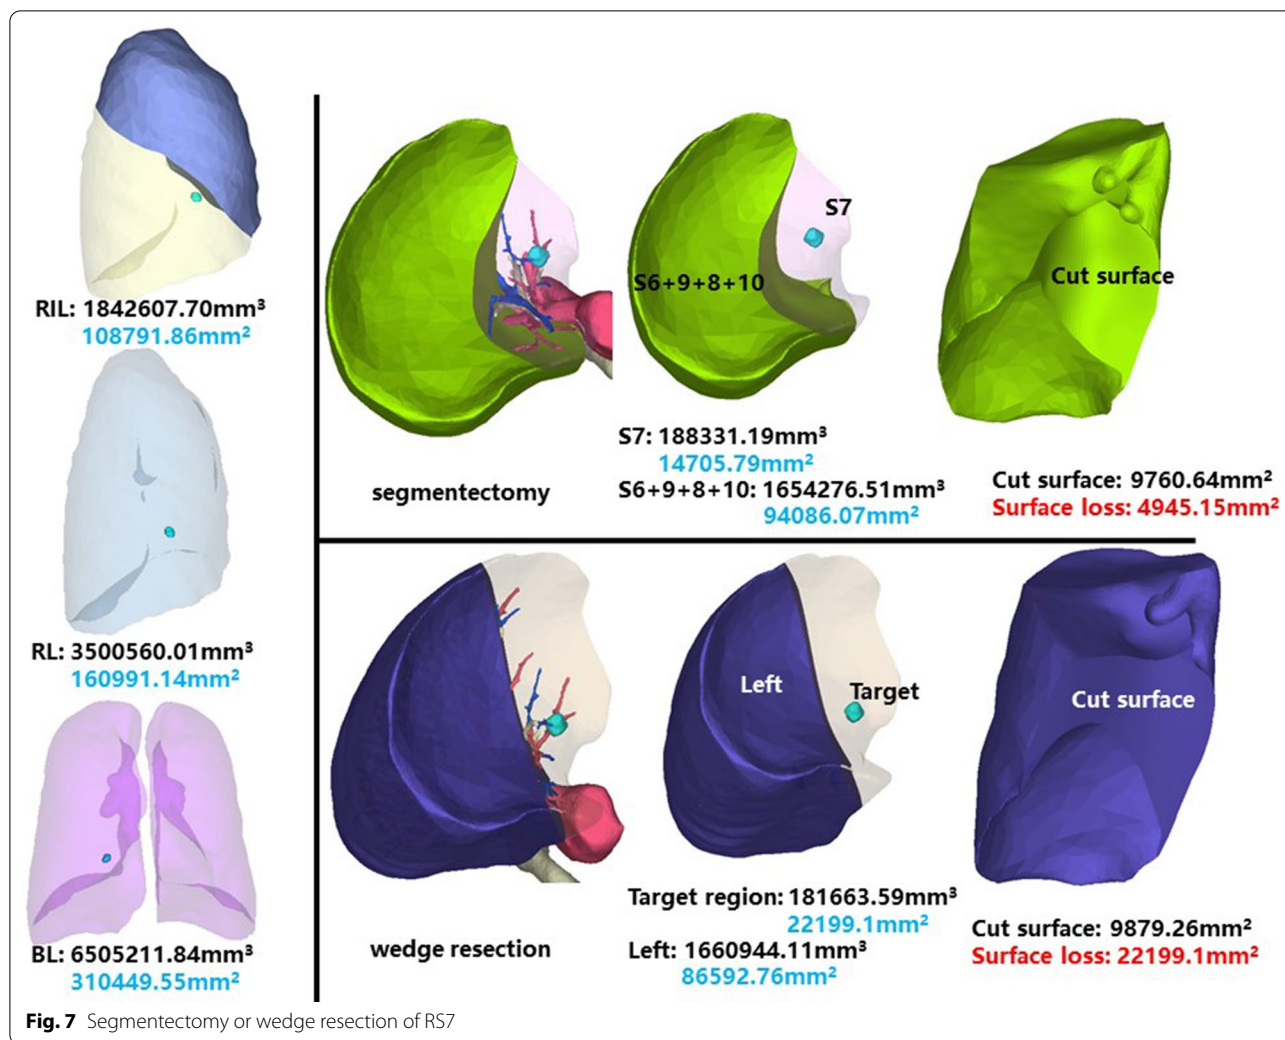 RIL: 1842607.70mm³
108791.86mm²
RL: 3500560.01mm³
160991.14mm²
BL: 6505211.84mm³
310449.55mm²
S7
S6+9+8+10
Cut surface
segmentectomy
S7: 188331.19mm³
14705.79mm²
S6+9+8+10: 1654276.51mm³
94086.07mm²
Cut surface: 9760.64mm²
Surface loss: 4945.15mm²
Left
Target
Cut surface
wedge resection
Target region: 181663.59mm³
22199.1mm²
Left: 1660944.11mm³
86592.76mm²
Cut surface: 9879.26mm²
Surface loss: 22199.1mm²
Fig. 7 Segmentectomy or wedge resection of RS7